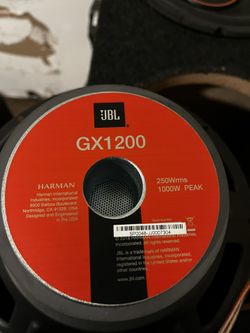 JBL
GX1200
HARMAN
Harman International
Industries, Incorporated
8500 Balboa Boulevard
Northridge, CA 91329, USA
Designed and Engineered
in the USA
250Wrms
1000W PEAK
SP0048-JJ0007304
rights reserved.
JBL is a trademark of HARMAN
International Industries, Incorporated,
registered in the United States and/or
other countries.
www.jbl.com